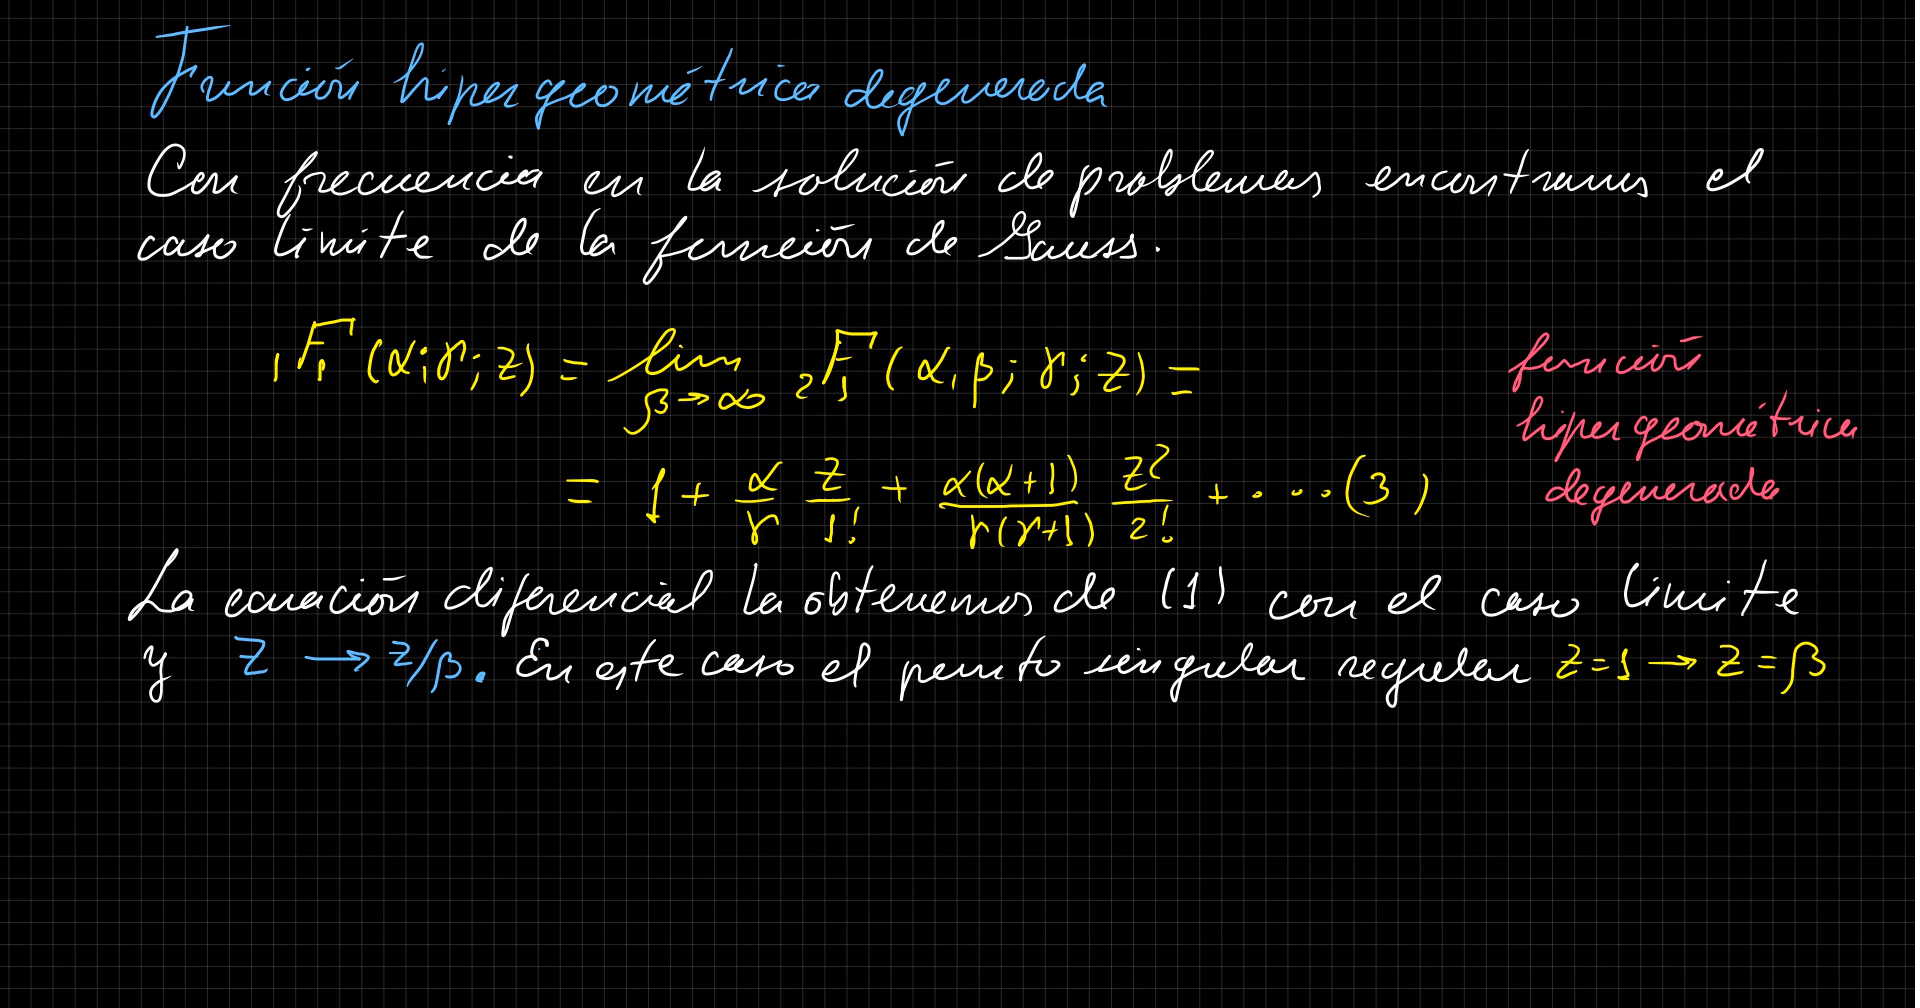 Función hipergeométrica degenerada
Con frecuencia en la solución de problemas encontramos el
caso límite de la función de Gauss.
₁F₁ (α; γ; z) = lim_{β→∞} ₂F₁ (α, β; γ; z) =
función
hipergeométrica
degenerada
= 1 + α/γ z/1! + α(α+1)/γ(γ+1) z²/2! + .... (3)
La ecuación diferencial la obtenemos de (1) con el caso límite
y z → z/β. En este caso el punto singular regular z=1 → z=β